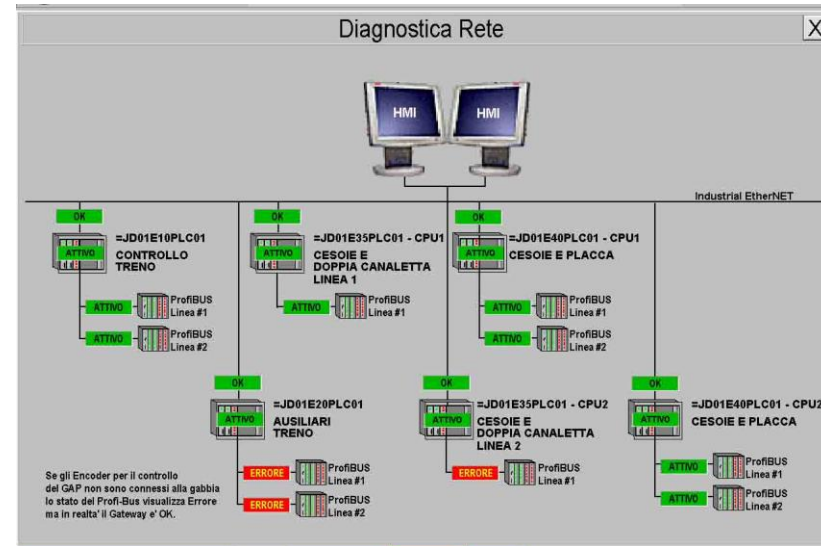 Diagnostica Rete
X
HMI
HMI
Industrial EtherNET
OK
=JD01E10PLC01
ATTIVO
CONTROLLO
TRENO
ATTIVO
ProfiBUS
Linea #1
ATTIVO
ProfiBUS
Linea #2
OK
=JD01E35PLC01 - CPU1
ATTIVO
CESOIE E
DOPPIA CANALETTA
LINEA 1
ATTIVO
ProfiBUS
Linea #1
OK
=JD01E40PLC01 - CPU1
ATTIVO
CESOIE E PLACCA
ATTIVO
ProfiBUS
Linea #1
ATTIVO
ProfiBUS
Linea #2
OK
=JD01E20PLC01
ATTIVO
AUSILIARI
TRENO
ERRORE
ProfiBUS
Linea #1
ERRORE
ProfiBUS
Linea #2
OK
=JD01E35PLC01 - CPU2
ATTIVO
CESOIE E
DOPPIA CANALETTA
LINEA 2
ERRORE
ProfiBUS
Linea #1
OK
=JD01E40PLC01 - CPU2
ATTIVO
CESOIE E PLACCA
ATTIVO
ProfiBUS
Linea #1
ATTIVO
ProfiBUS
Linea #2
Se gli Encoder per il controllo
del GAP non sono connessi alla gabbia
lo stato del Profi-Bus visualizza Errore
ma in realta' il Gateway e' OK.